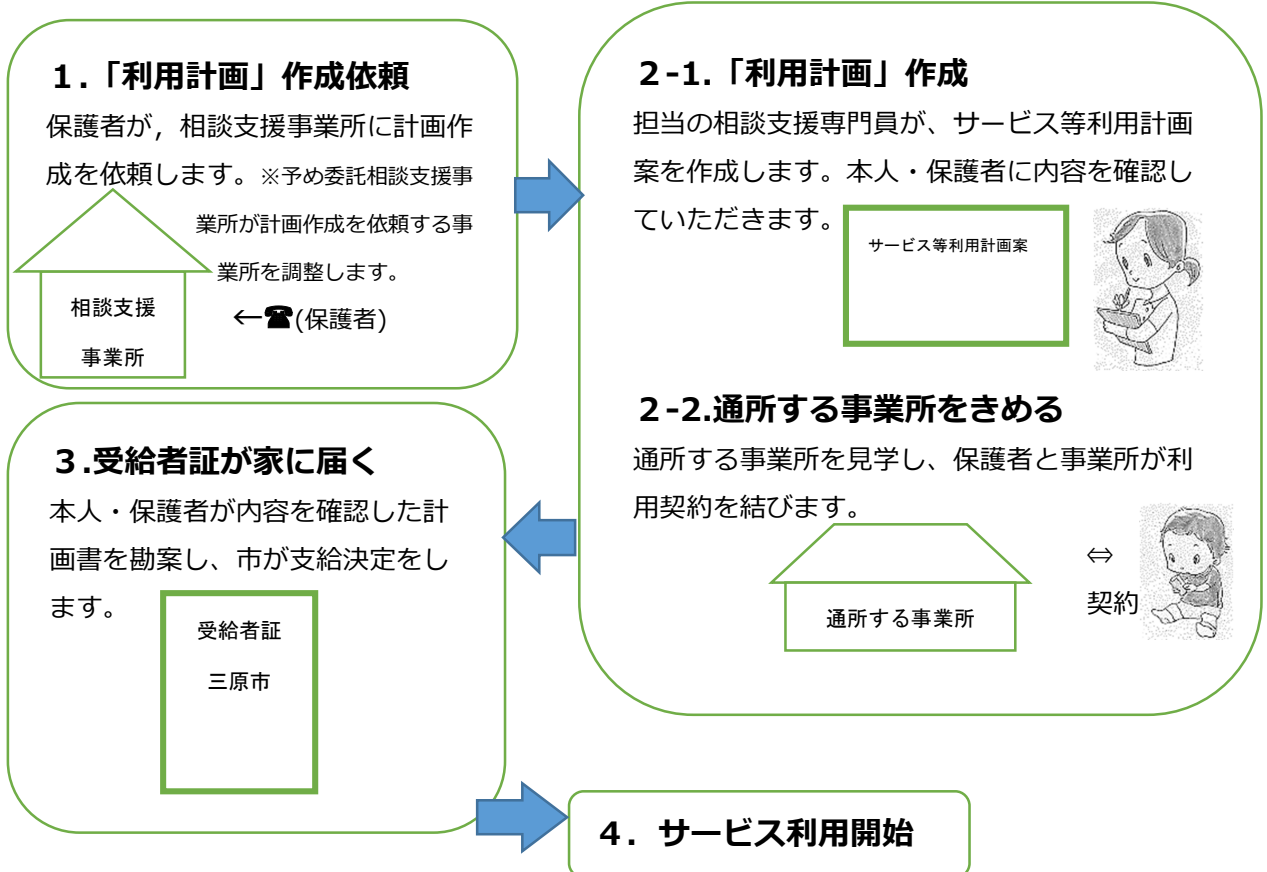 １.「利用計画」作成依頼
保護者が，相談支援事業所に計画作
成を依頼します。※予め委託相談支援事
業所が計画作成を依頼する事
業所を調整します。
相談支援
事業所
←☎(保護者)
２-1.「利用計画」作成
担当の相談支援専門員が、サービス等利用計画
案を作成します。本人・保護者に内容を確認し
ていただきます。
サービス等利用計画案
２-2.通所する事業所をきめる
通所する事業所を見学し、保護者と事業所が利
用契約を結びます。
通所する事業所
⇔
契約
３.受給者証が家に届く
本人・保護者が内容を確認した計
画書を勘案し、市が支給決定をし
ます。
受給者証
三原市
４．サービス利用開始